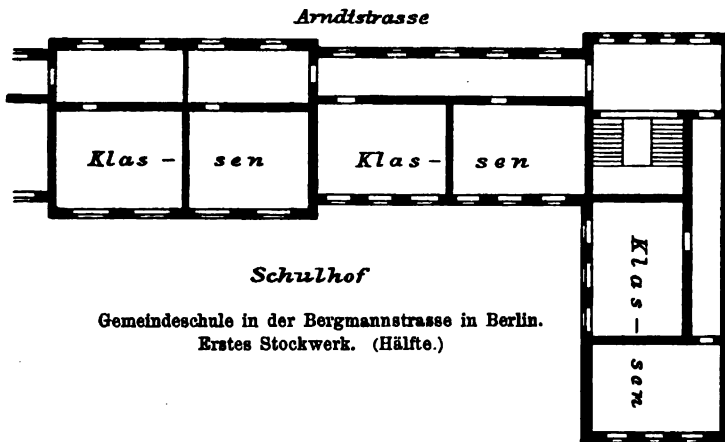 Arndtstrasse
Klas - sen Klas - sen
Klas - sen
Schulhof
Gemeindeschule in der Bergmannstrasse in Berlin.
Erstes Stockwerk. (Hälfte.)